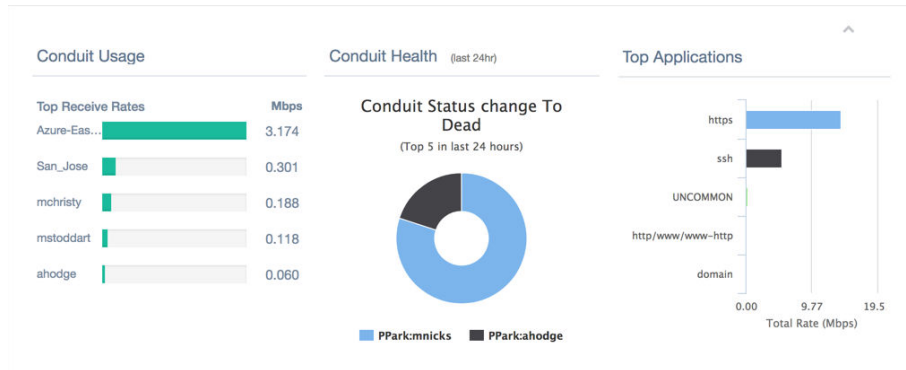 Conduit Usage
Top Receive Rates Mbps
Azure-Eas... 3.174
San_Jose 0.301
mchristy 0.188
mstoddart 0.118
ahodge 0.060
Conduit Health (last 24hr)
Conduit Status change To
Dead
(Top 5 in last 24 hours)
PPark:mnicks PPark:ahodge
Top Applications
https
ssh
UNCOMMON
http/www/www-http
domain
0.00 9.77 19.5
Total Rate (Mbps)